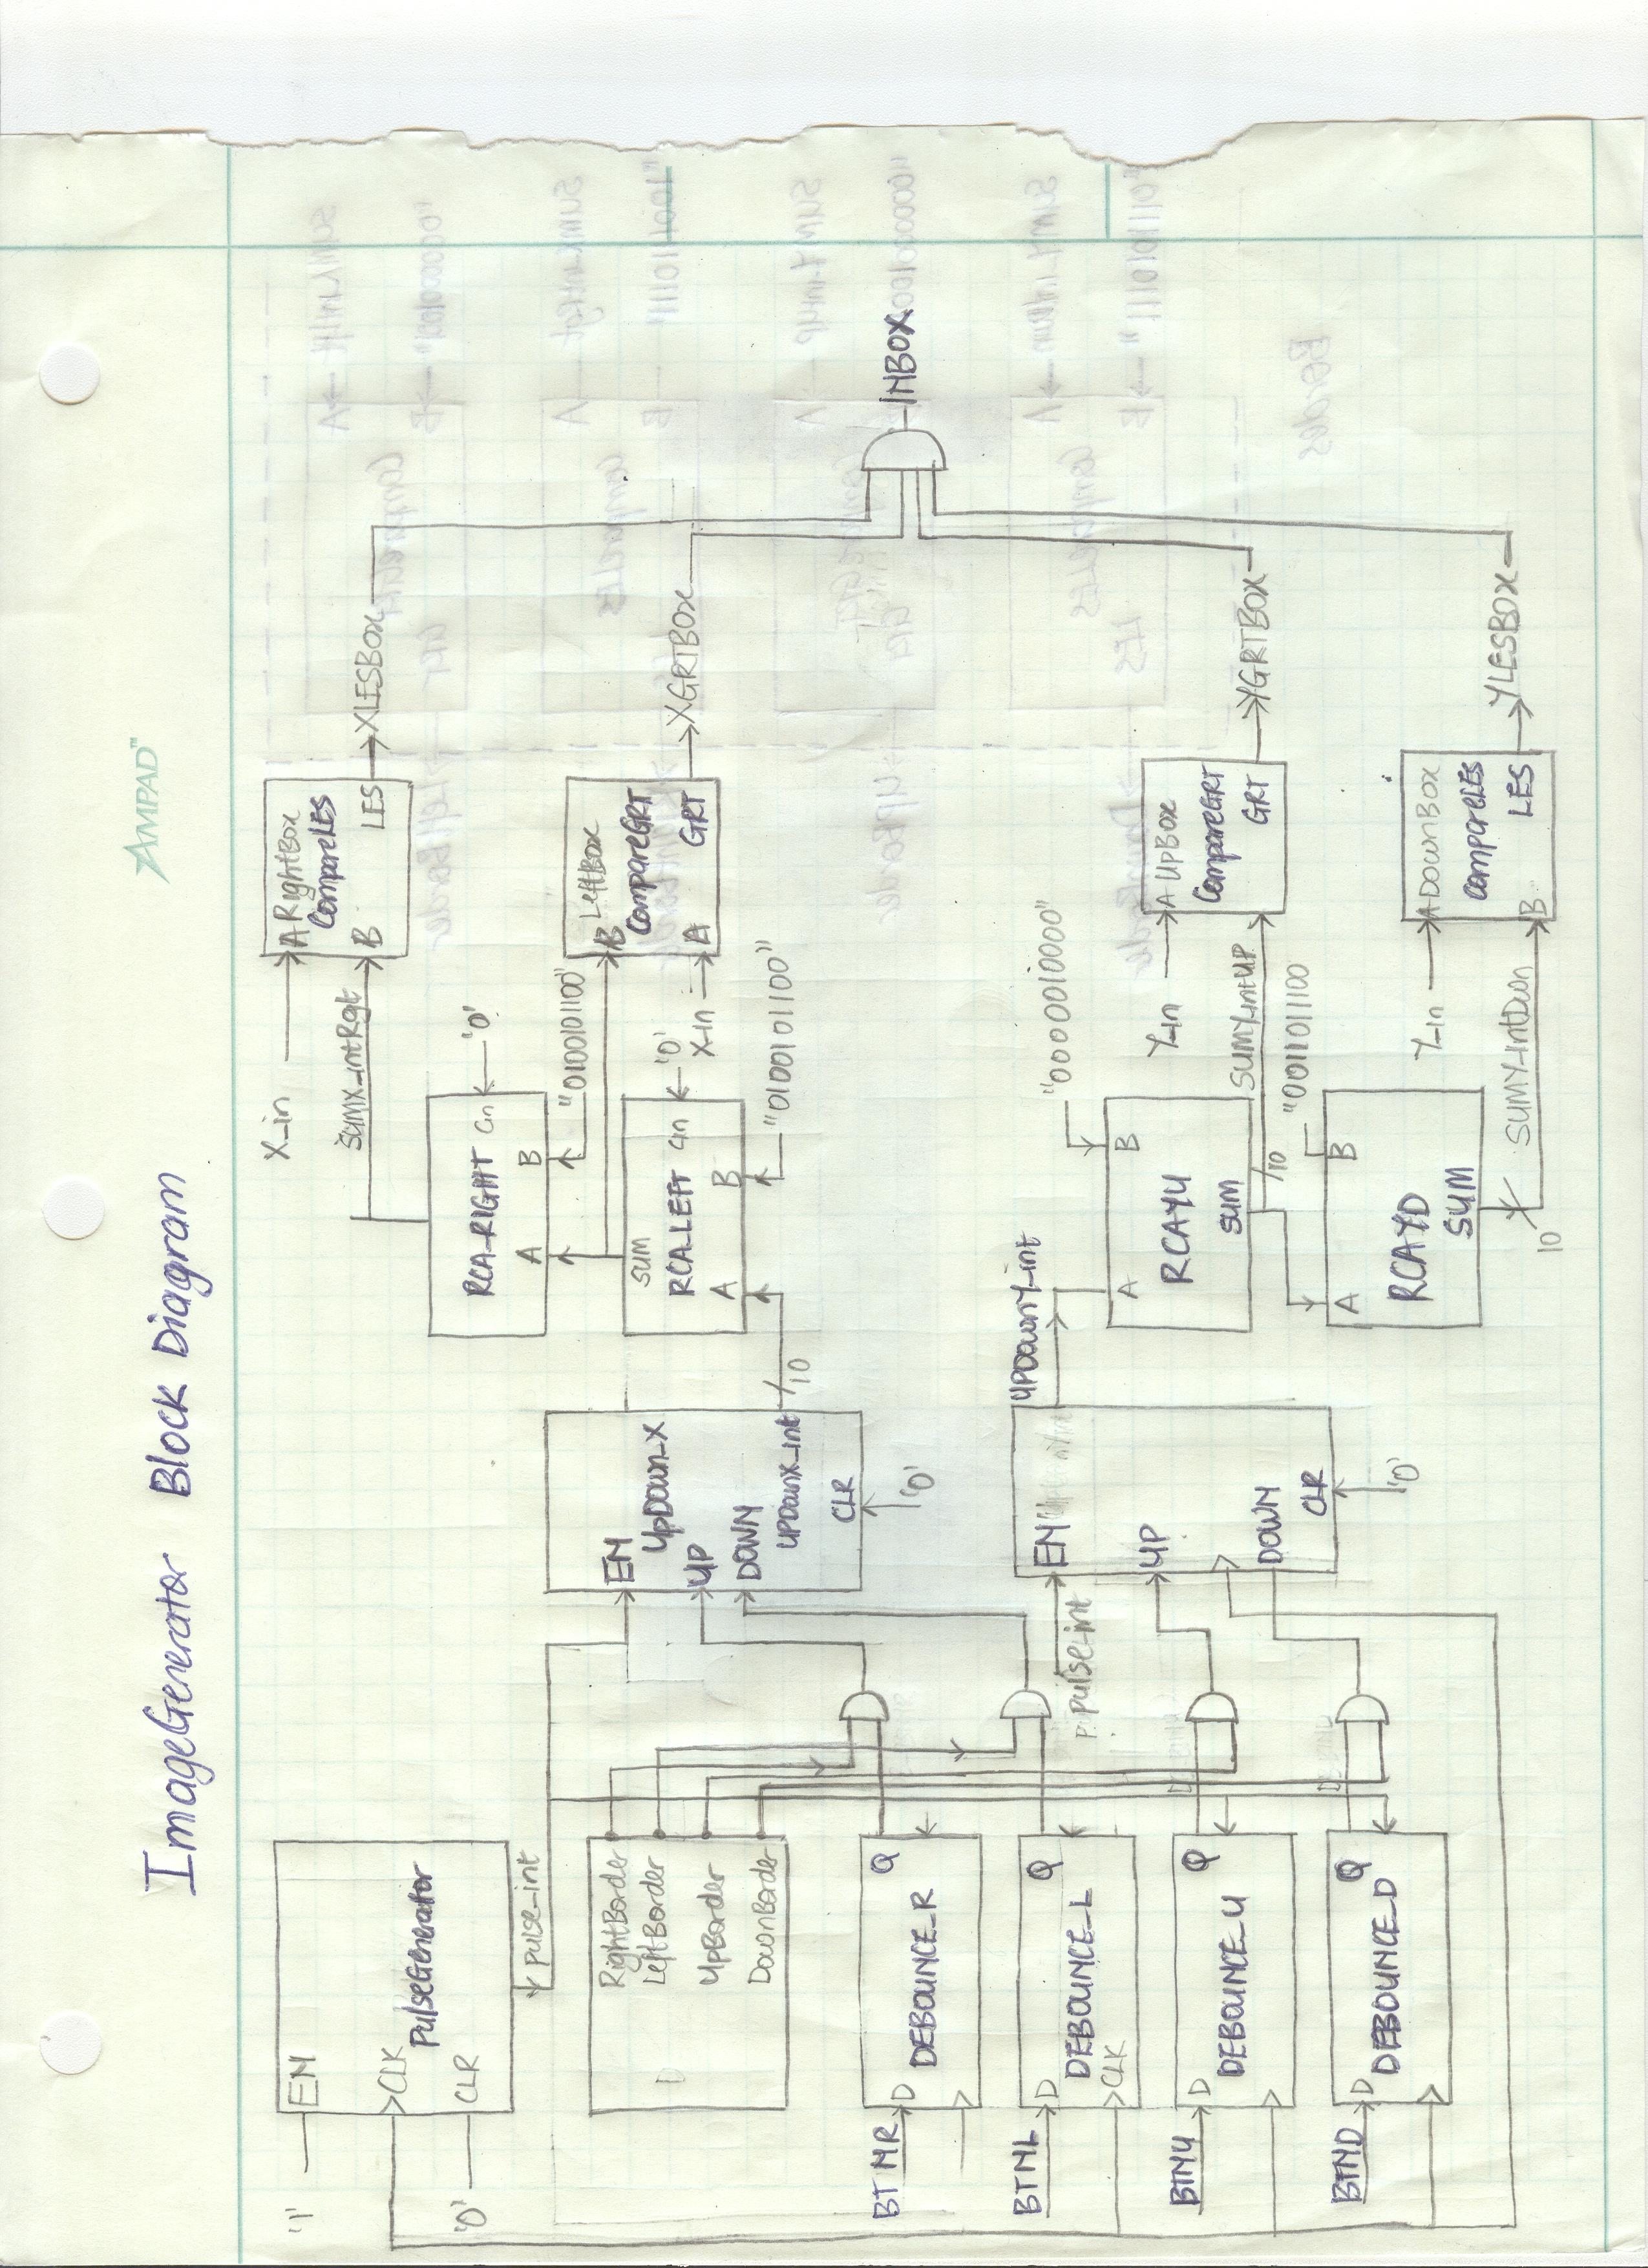 ImageGenerator Block Diagram
AMPAD™
'1'
EN
CLK
PulseGenerator
'0'
CLR
Pulse_int
RightBorder
LeftBorder
UpBorder
DownBorder
BTNR
D
Q
DEBOUNCE_R
BTNL
D
Q
DEBOUNCE_L
CLK
BTNU
D
Q
DEBOUNCE_U
BTND
D
Q
DEBOUNCE_D
EN
UpDown_X
UP
DOWN
UPDownX_int
CLR
'0'
10
Pulse_int
EN
UP
DOWN
CLR
'0'
UPDownY_int
RCA_RIGHT
Cin
'0'
A
B
"0100101100"
SUM
RCA_LEFT
Cin
'0'
A
B
"0100101100"
A
B
RCAYU
SUM
"0000010000"
10
A
B
RCAYD
SUM
"0011011100"
10
X_in
SUMX_intRgt
A RightBox
CompareLES
B
LES
XLESBOX
B LeftBox
CompareGRT
A
GRT
X_in
XGRTBOX
Y_in
SUMY_intUP
A UpBox
CompareGRT
GRT
YGRTBOX
Y_in
SUMY_intDwn
A DownBox
CompareLES
B
LES
YLESBOX
INBOX